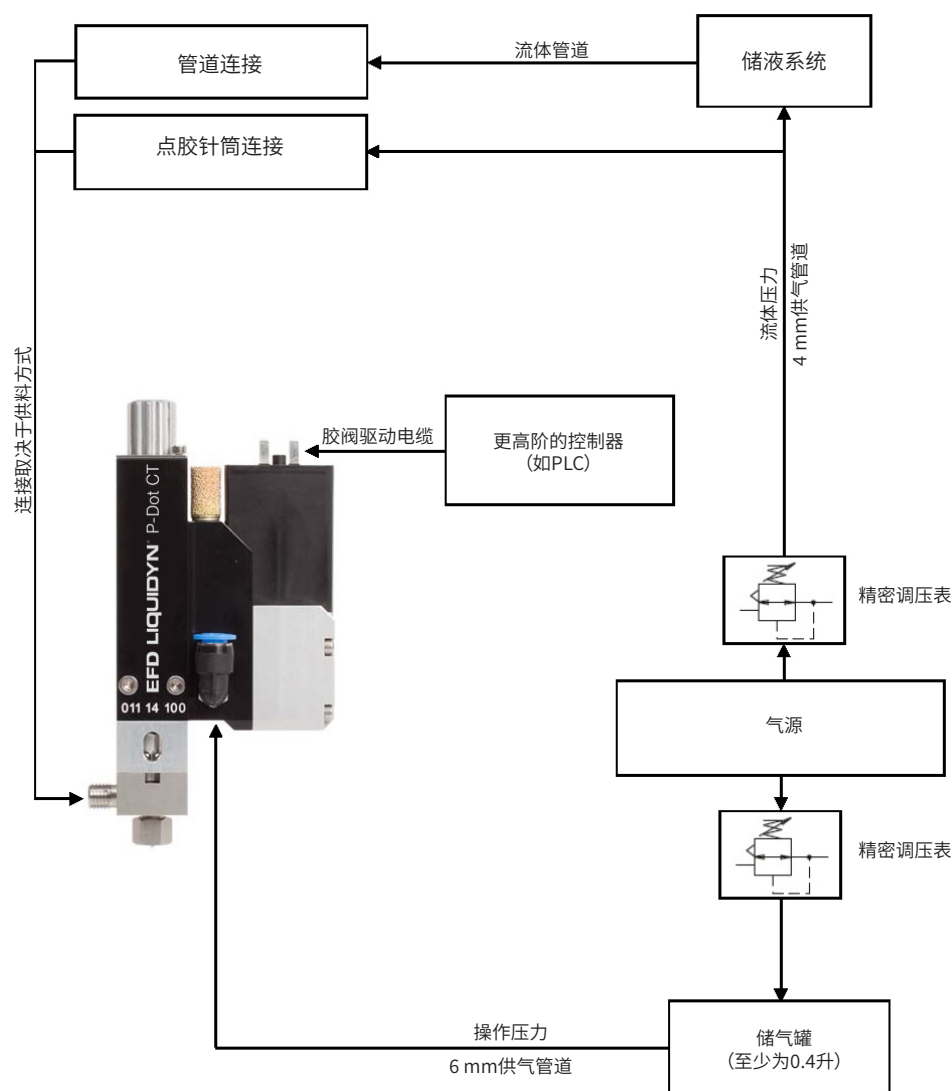 管道连接
流体管道
储液系统
点胶针筒连接
流体压力
4 mm供气管道
连接取决于供料方式
胶阀驱动电缆
更高阶的控制器
（如PLC）
EFD LIQUIDYN® P-Dot CT
011 14 100
精密调压表
气源
精密调压表
操作压力
6 mm供气管道
储气罐
（至少为0.4升）